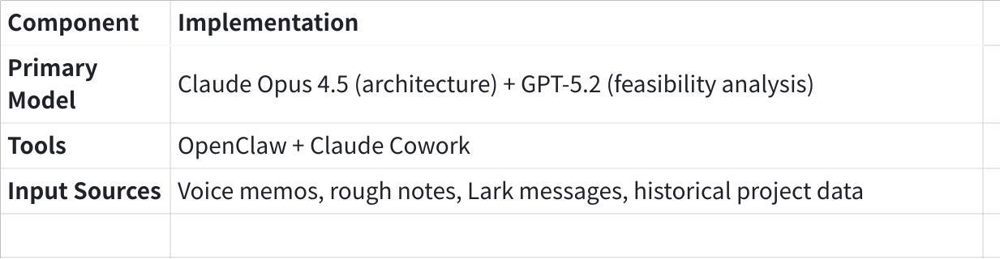 Component
Implementation
Primary
Model
Claude Opus 4.5 (architecture) + GPT-5.2 (feasibility analysis)
Tools
OpenClaw + Claude Cowork
Input Sources
Voice memos, rough notes, Lark messages, historical project data